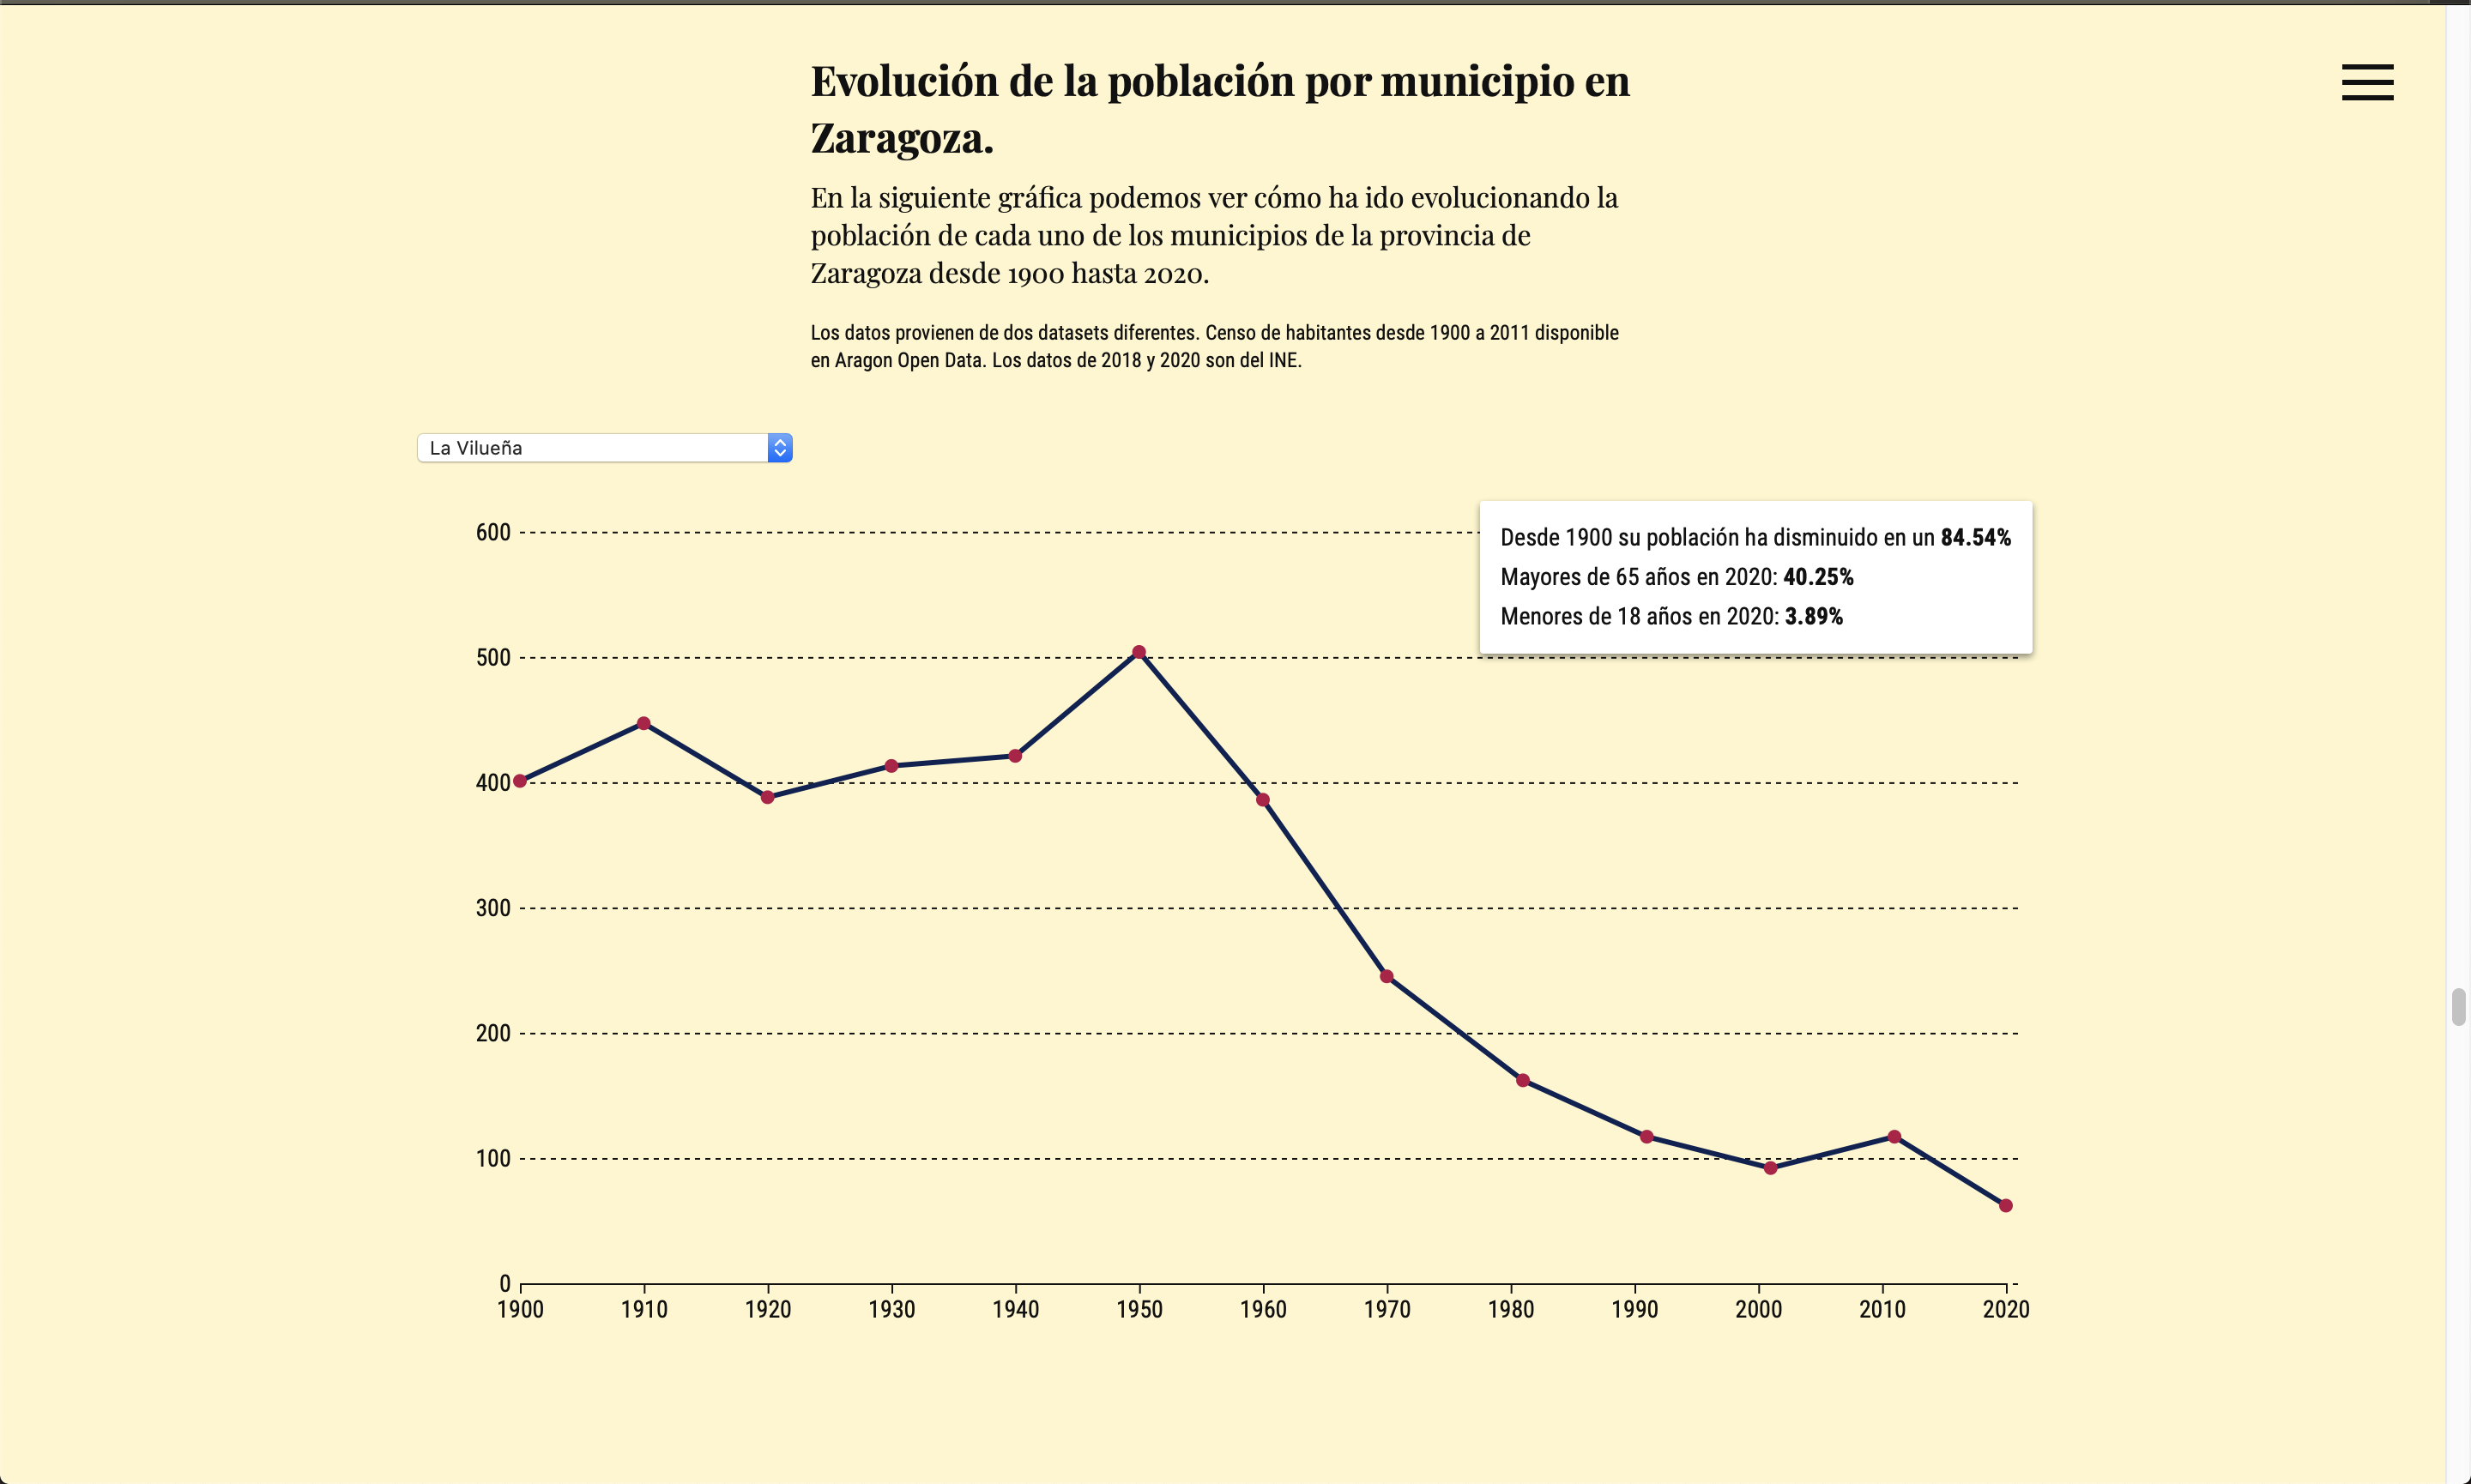 Evolución de la población por municipio en
Zaragoza.
En la siguiente gráfica podemos ver cómo ha ido evolucionando la
población de cada uno de los municipios de la provincia de
Zaragoza desde 1900 hasta 2020.
Los datos provienen de dos datasets diferentes. Censo de habitantes desde 1900 a 2011 disponible
en Aragon Open Data. Los datos de 2018 y 2020 son del INE.
La Vilueña
Desde 1900 su población ha disminuido en un 84.54%
Mayores de 65 años en 2020: 40.25%
Menores de 18 años en 2020: 3.89%
600
500
400
300
200
100
0
1900 1910 1920 1930 1940 1950 1960 1970 1980 1990 2000 2010 2020